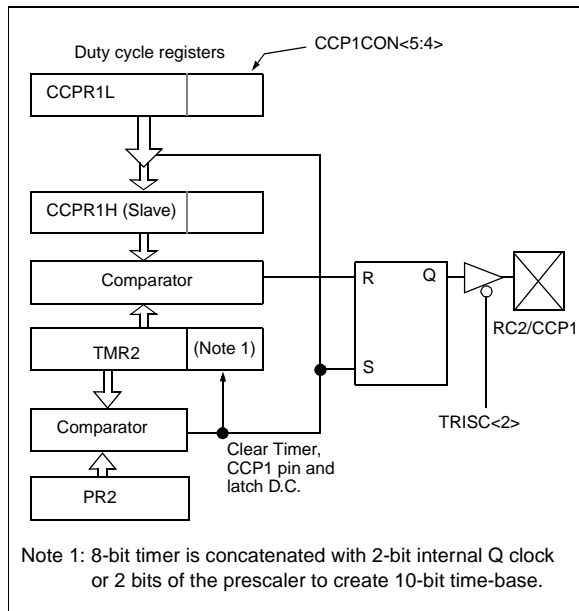 Duty cycle registers
CCP1CON<5:4>
CCPR1L
CCPR1H (Slave)
Comparator
R
Q
RC2/CCP1
TMR2
(Note 1)
S
TRISC<2>
Comparator
Clear Timer,
CCP1 pin and
latch D.C.
PR2
Note 1: 8-bit timer is concatenated with 2-bit internal Q clock
or 2 bits of the prescaler to create 10-bit time-base.